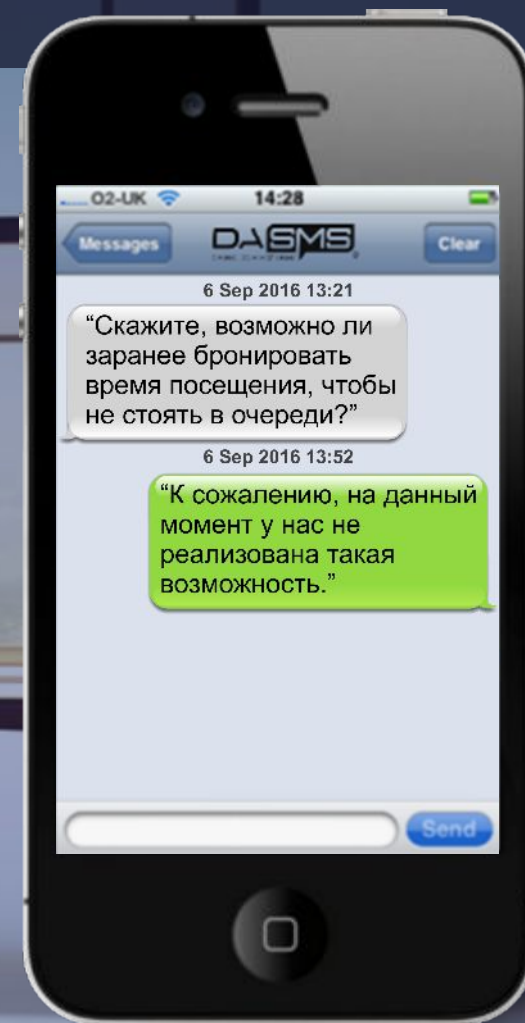 O2-UK 14:28
Messages DASMS Clear
6 Sep 2016 13:21
“Скажите, возможно ли
заранее бронировать
время посещения, чтобы
не стоять в очереди?”
6 Sep 2016 13:52
“К сожалению, на данный
момент у нас не
реализована такая
возможность.”
Send